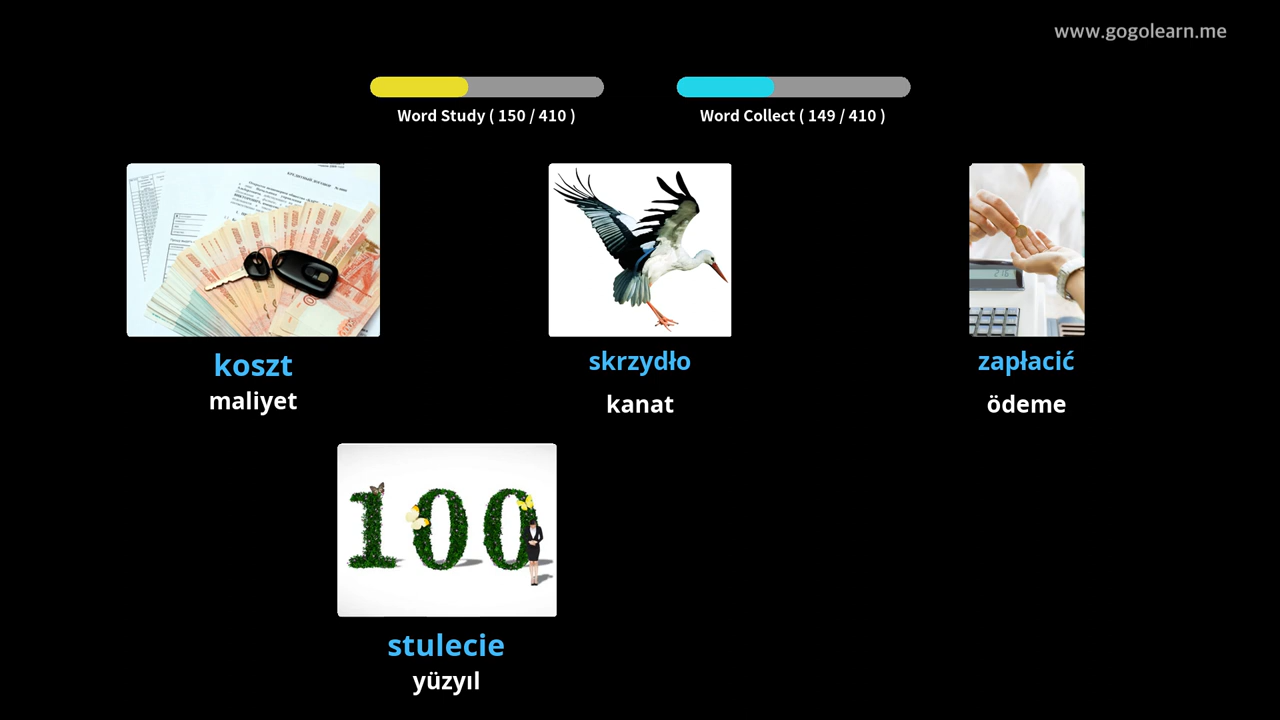 www.gogolearn.me
Word Study ( 150 / 410 )
Word Collect ( 149 / 410 )
koszt
maliyet
skrzydło
kanat
zapłacić
ödeme
100
stulecie
yüzyıl